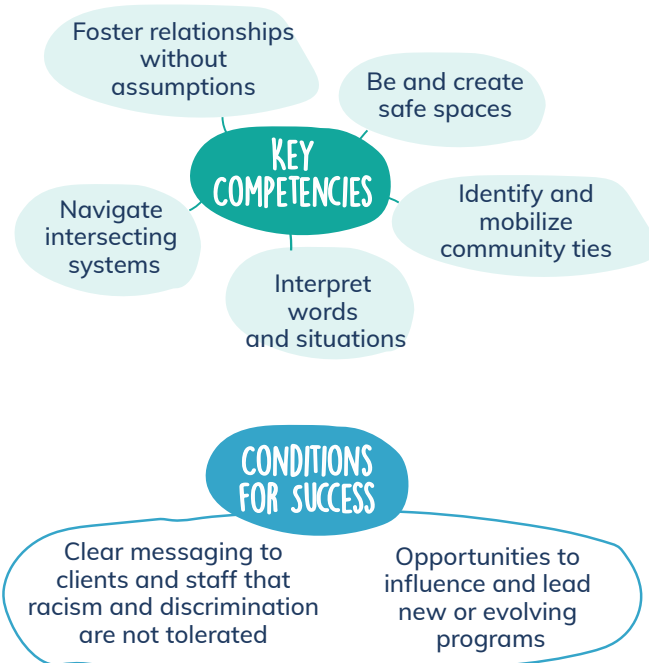 Foster relationships
without
assumptions
Be and create
safe spaces
KEY
COMPETENCIES
Navigate
intersecting
systems
Identify and
mobilize
community ties
Interpret
words
and situations
CONDITIONS
FOR SUCCESS
Clear messaging to
clients and staff that
racism and discrimination
are not tolerated
Opportunities to
influence and lead
new or evolving
programs